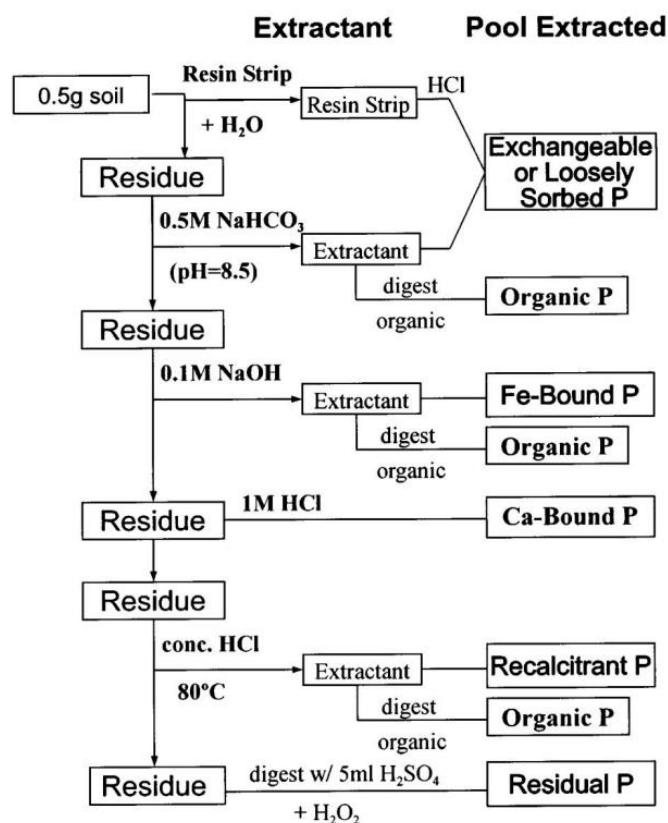 Extractant Pool Extracted
0.5g soil
Resin Strip
+ H₂O
Resin Strip
HCl
Exchangeable
or Loosely
Sorbed P
Residue
0.5M NaHCO₃
(pH=8.5)
Extractant
digest
organic
Organic P
Residue
0.1M NaOH
Extractant
Fe-Bound P
digest
organic
Organic P
Residue
1M HCl
Ca-Bound P
Residue
conc. HCl
80ºC
Extractant
Recalcitrant P
digest
organic
Organic P
Residue
digest w/ 5ml H₂SO₄
+ H₂O₂
Residual P